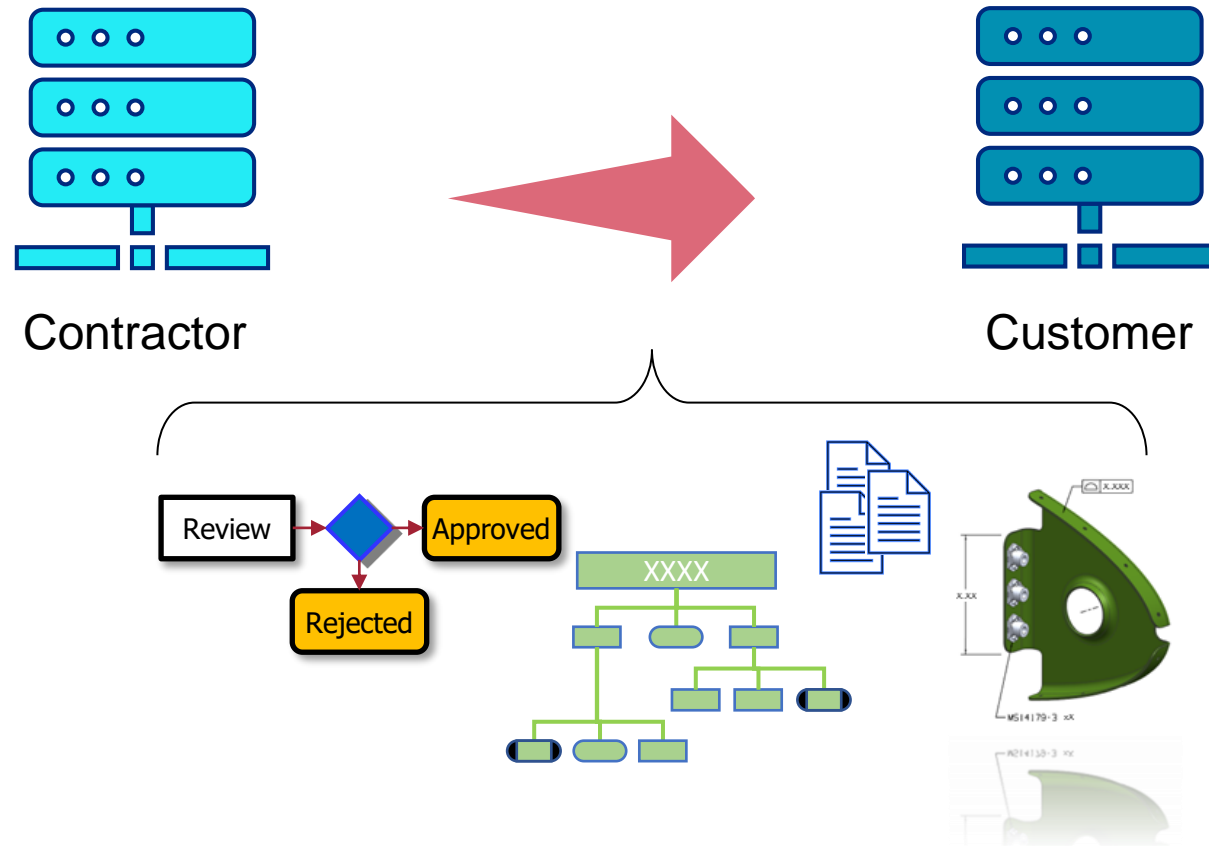 Contractor
Customer
Review
Approved
Rejected
XXXX
X.XXX
X.XX
MS14179-3 XX